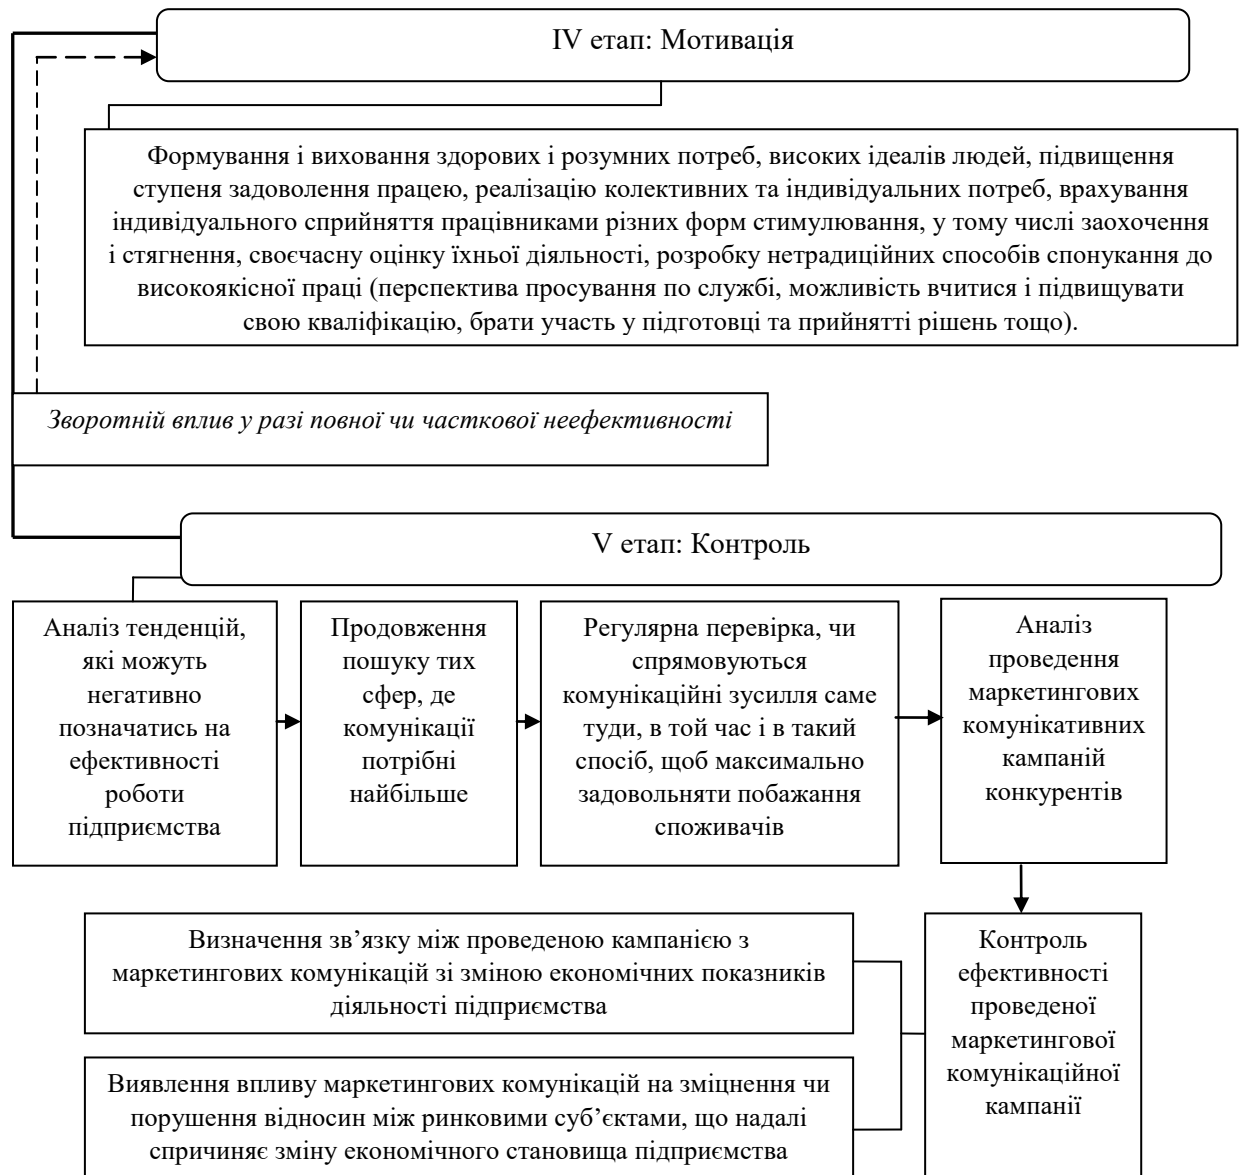 IV етап: Мотивація
Формування і виховання здорових і розумних потреб, високих ідеалів людей, підвищення
ступеня задоволення працею, реалізацію колективних та індивідуальних потреб, врахування
індивідуального сприйняття працівниками різних форм стимулювання, у тому числі заохочення
і стягнення, своєчасну оцінку їхньої діяльності, розробку нетрадиційних способів спонукання до
високоякісної праці (перспектива просування по службі, можливість вчитися і підвищувати
свою кваліфікацію, брати участь у підготовці та прийнятті рішень тощо).
Зворотній вплив у разі повної чи часткової неефективності
V етап: Контроль
Аналіз тенденцій,
які можуть
негативно
позначатись на
ефективності
роботи
підприємства
Продовження
пошуку тих
сфер, де
комунікації
потрібні
найбільше
Регулярна перевірка, чи
спрямовуються
комунікаційні зусилля саме
туди, в той час і в такий
спосіб, щоб максимально
задовольняти побажання
споживачів
Аналіз
проведення
маркетингових
комунікативних
кампаній
конкурентів
Визначення зв’язку між проведеною кампанією з
маркетингових комунікацій зі зміною економічних показників
діяльності підприємства
Виявлення впливу маркетингових комунікацій на зміцнення чи
порушення відносин між ринковими суб’єктами, що надалі
спричиняє зміну економічного становища підприємства
Контроль
ефективності
проведеної
маркетингової
комунікаційної
кампанії